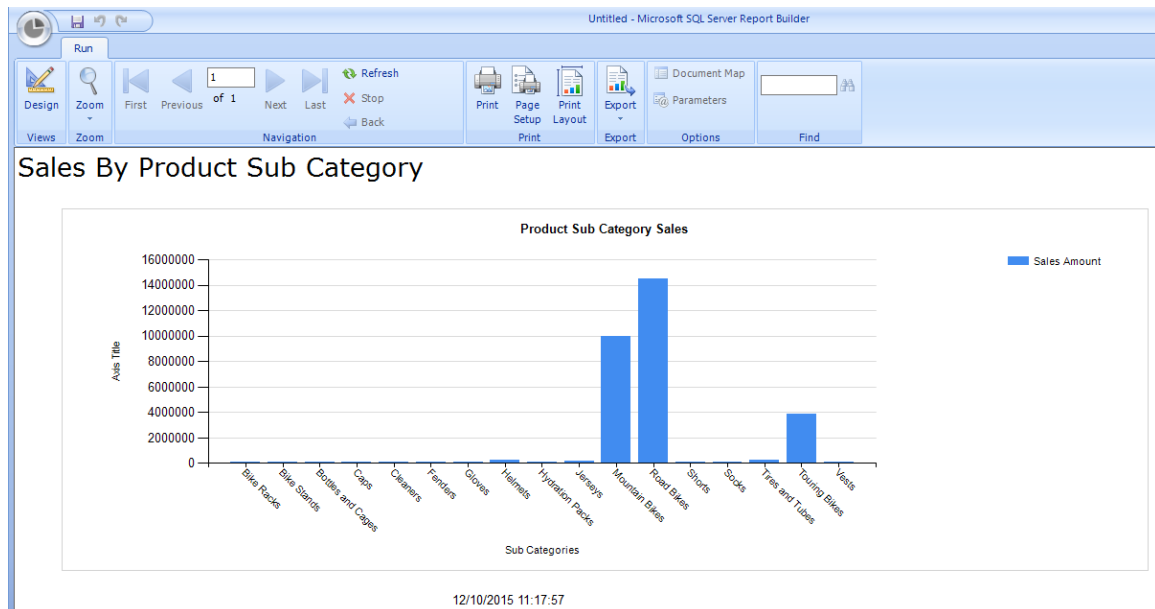 Untitled - Microsoft SQL Server Report Builder
Run
Design
Zoom
First
Previous
1
of 1
Next
Last
Refresh
Stop
Back
Print
Page Setup
Print Layout
Export
Document Map
Parameters
Views
Zoom
Navigation
Print
Export
Options
Find
Sales By Product Sub Category
Product Sub Category Sales
Sales Amount
Axis Title
16000000
14000000
12000000
10000000
8000000
6000000
4000000
2000000
0
Bike Racks
Bike Stands
Bottles and Cages
Caps
Cleaners
Fenders
Gloves
Helmets
Hydration Packs
Jerseys
Mountain Bikes
Road Bikes
Shorts
Socks
Tires and Tubes
Touring Bikes
Vests
Sub Categories
12/10/2015 11:17:57